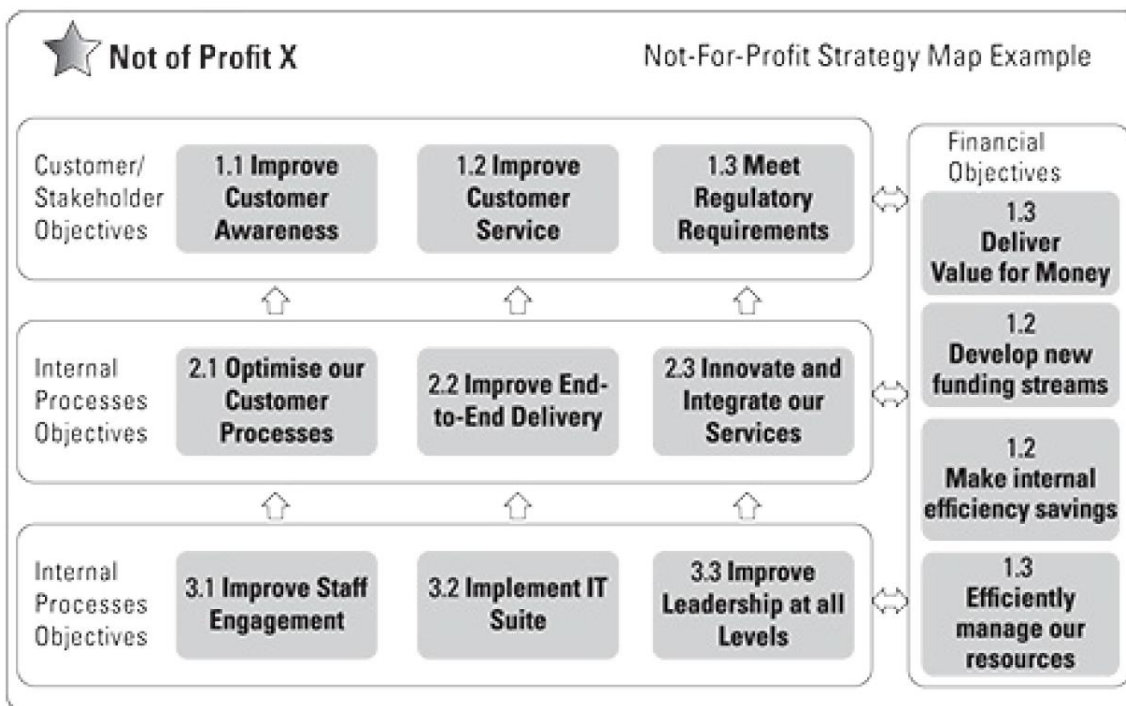 Not of Profit X
Not-For-Profit Strategy Map Example
Customer/
Stakeholder
Objectives
1.1 Improve
Customer
Awareness
1.2 Improve
Customer
Service
1.3 Meet
Regulatory
Requirements
Internal
Processes
Objectives
2.1 Optimise our
Customer
Processes
2.2 Improve End-
to-End Delivery
2.3 Innovate and
Integrate our
Services
Internal
Processes
Objectives
3.1 Improve Staff
Engagement
3.2 Implement IT
Suite
3.3 Improve
Leadership at all
Levels
Financial
Objectives
1.3
Deliver
Value for Money
1.2
Develop new
funding streams
1.2
Make internal
efficiency savings
1.3
Efficiently
manage our
resources